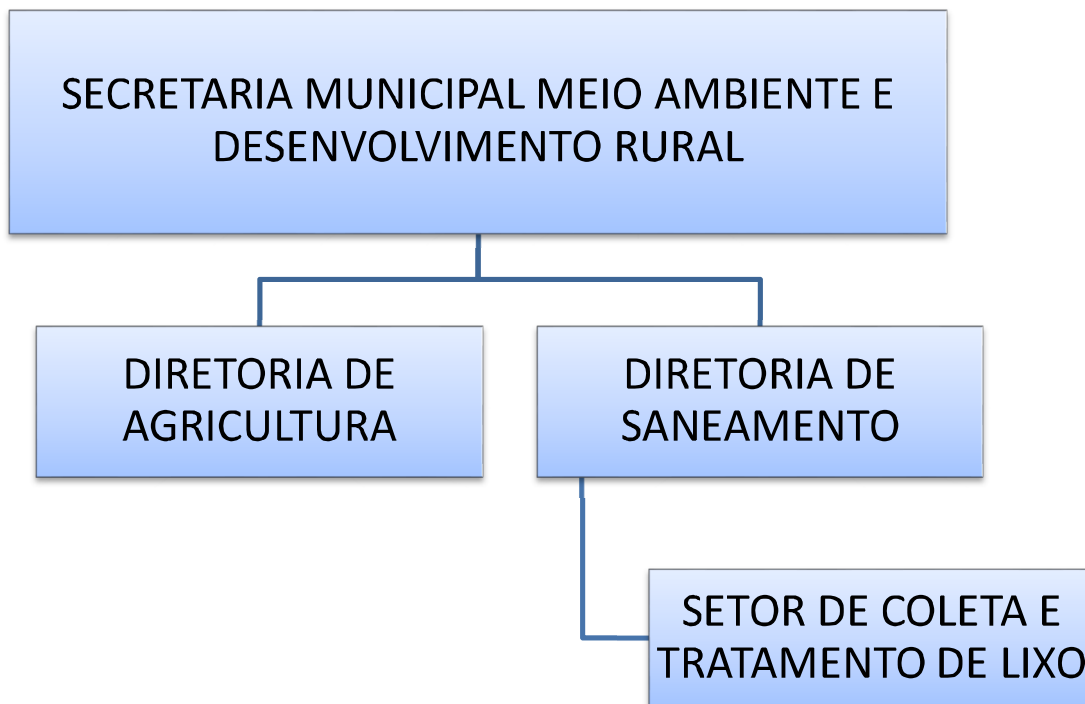 SECRETARIA MUNICIPAL MEIO AMBIENTE E
DESENVOLVIMENTO RURAL
DIRETORIA DE
AGRICULTURA
DIRETORIA DE
SANEAMENTO
SETOR DE COLETA E
TRATAMENTO DE LIXO